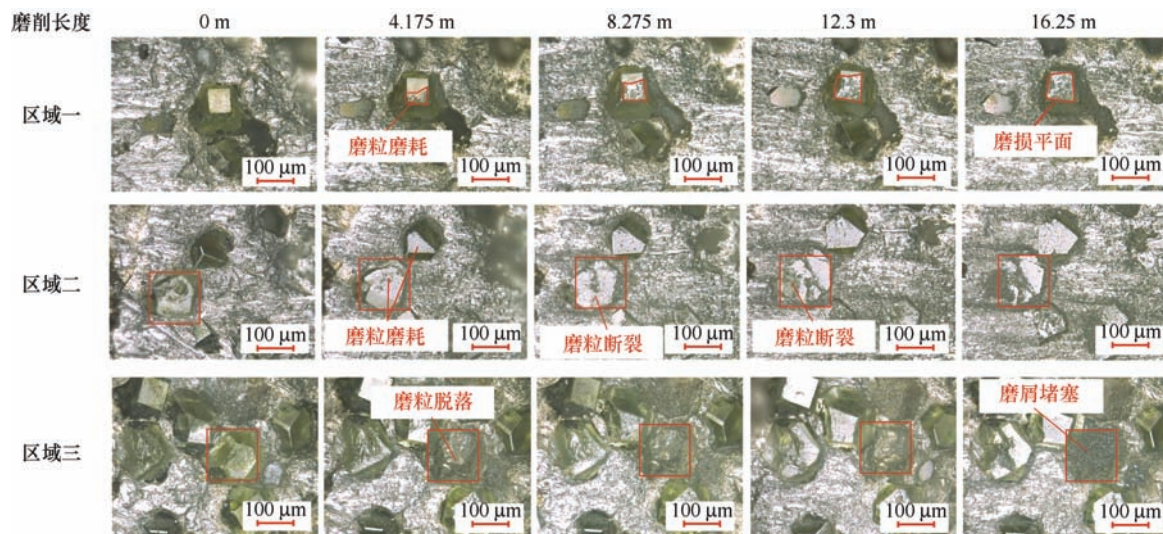 磨削长度 0 m 4.175 m 8.275 m 12.3 m 16.25 m
区域一
磨粒磨耗
磨损平面
100 μm 100 μm 100 μm 100 μm 100 μm
区域二
磨粒磨耗
磨粒断裂
磨粒断裂
100 μm 100 μm 100 μm 100 μm 100 μm
磨粒脱落
磨屑堵塞
区域三
100 μm 100 μm 100 μm 100 μm 100 μm